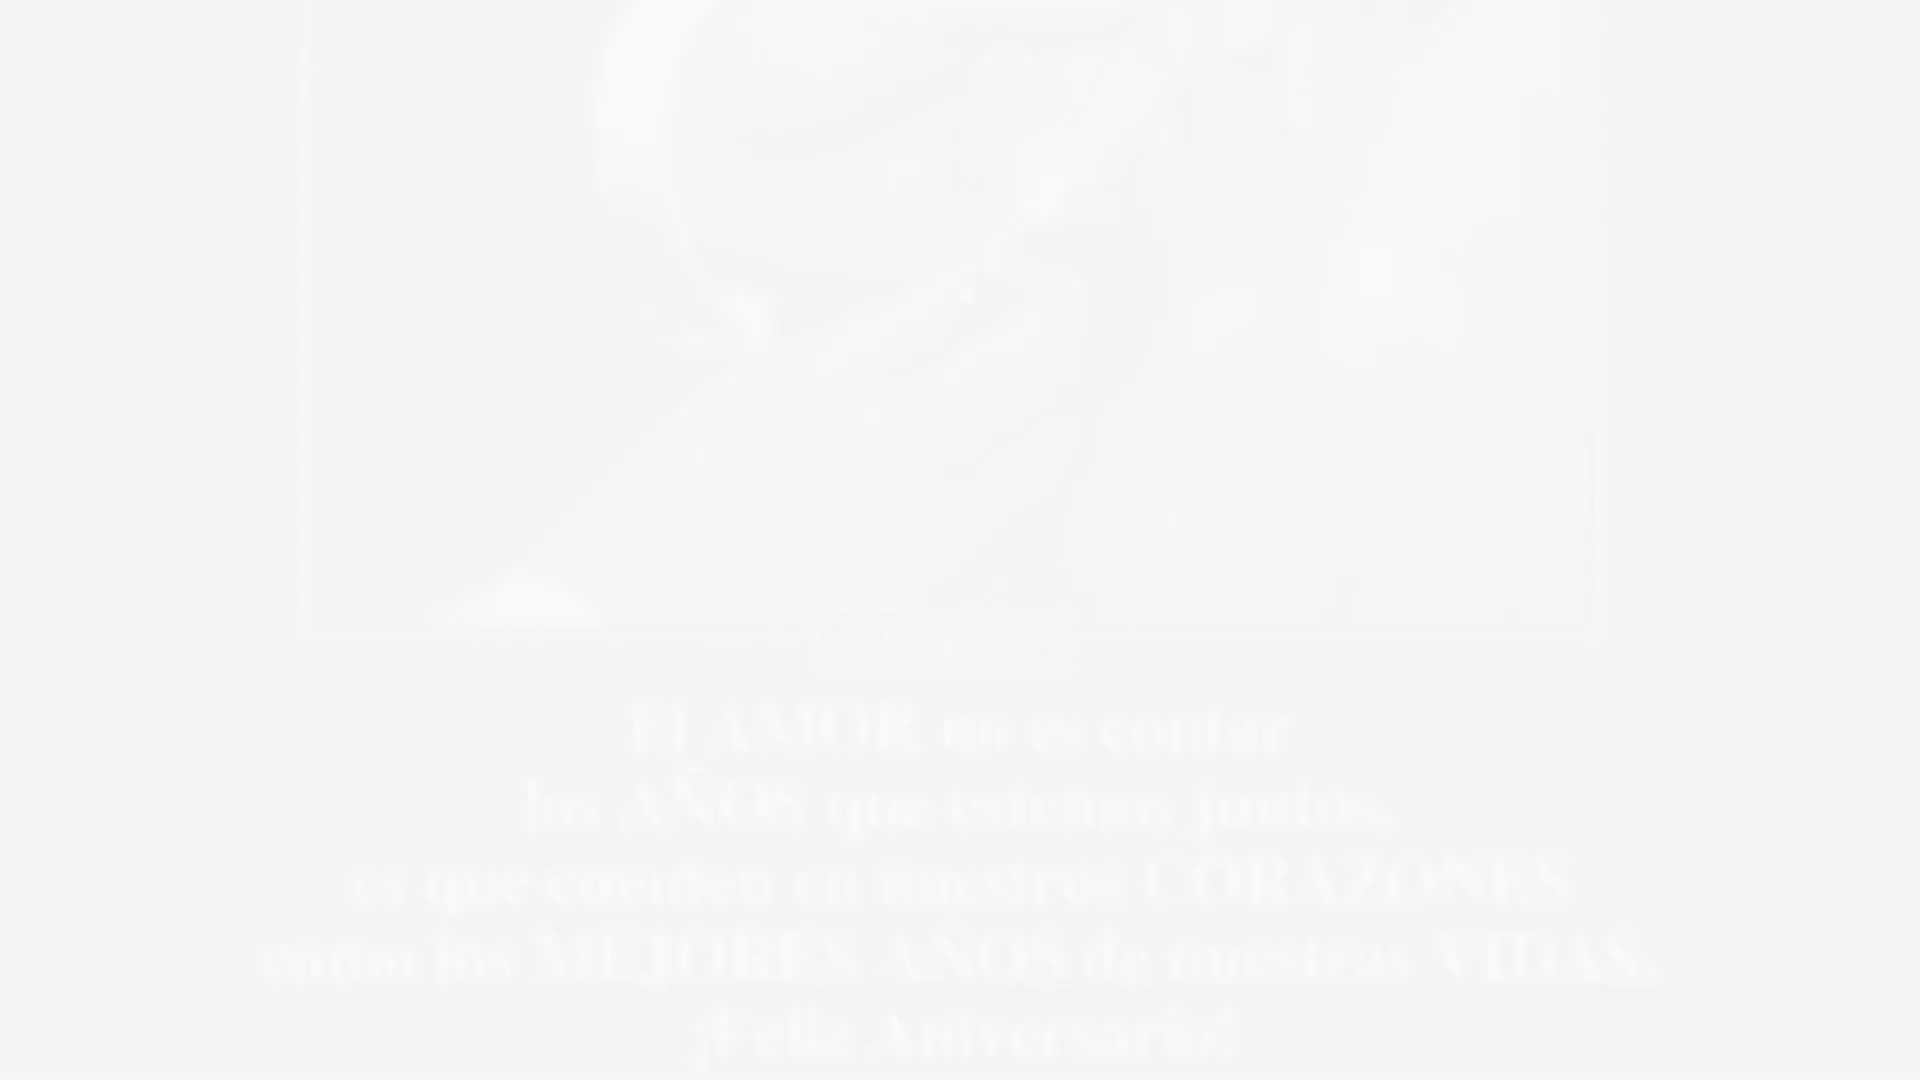 El AMOR no es contar
los AÑOS que estemos juntos,
es que cuenten en nuestros CORAZONES
como los MEJORES AÑOS de nuestras VIDAS.
¡Feliz Aniversario!